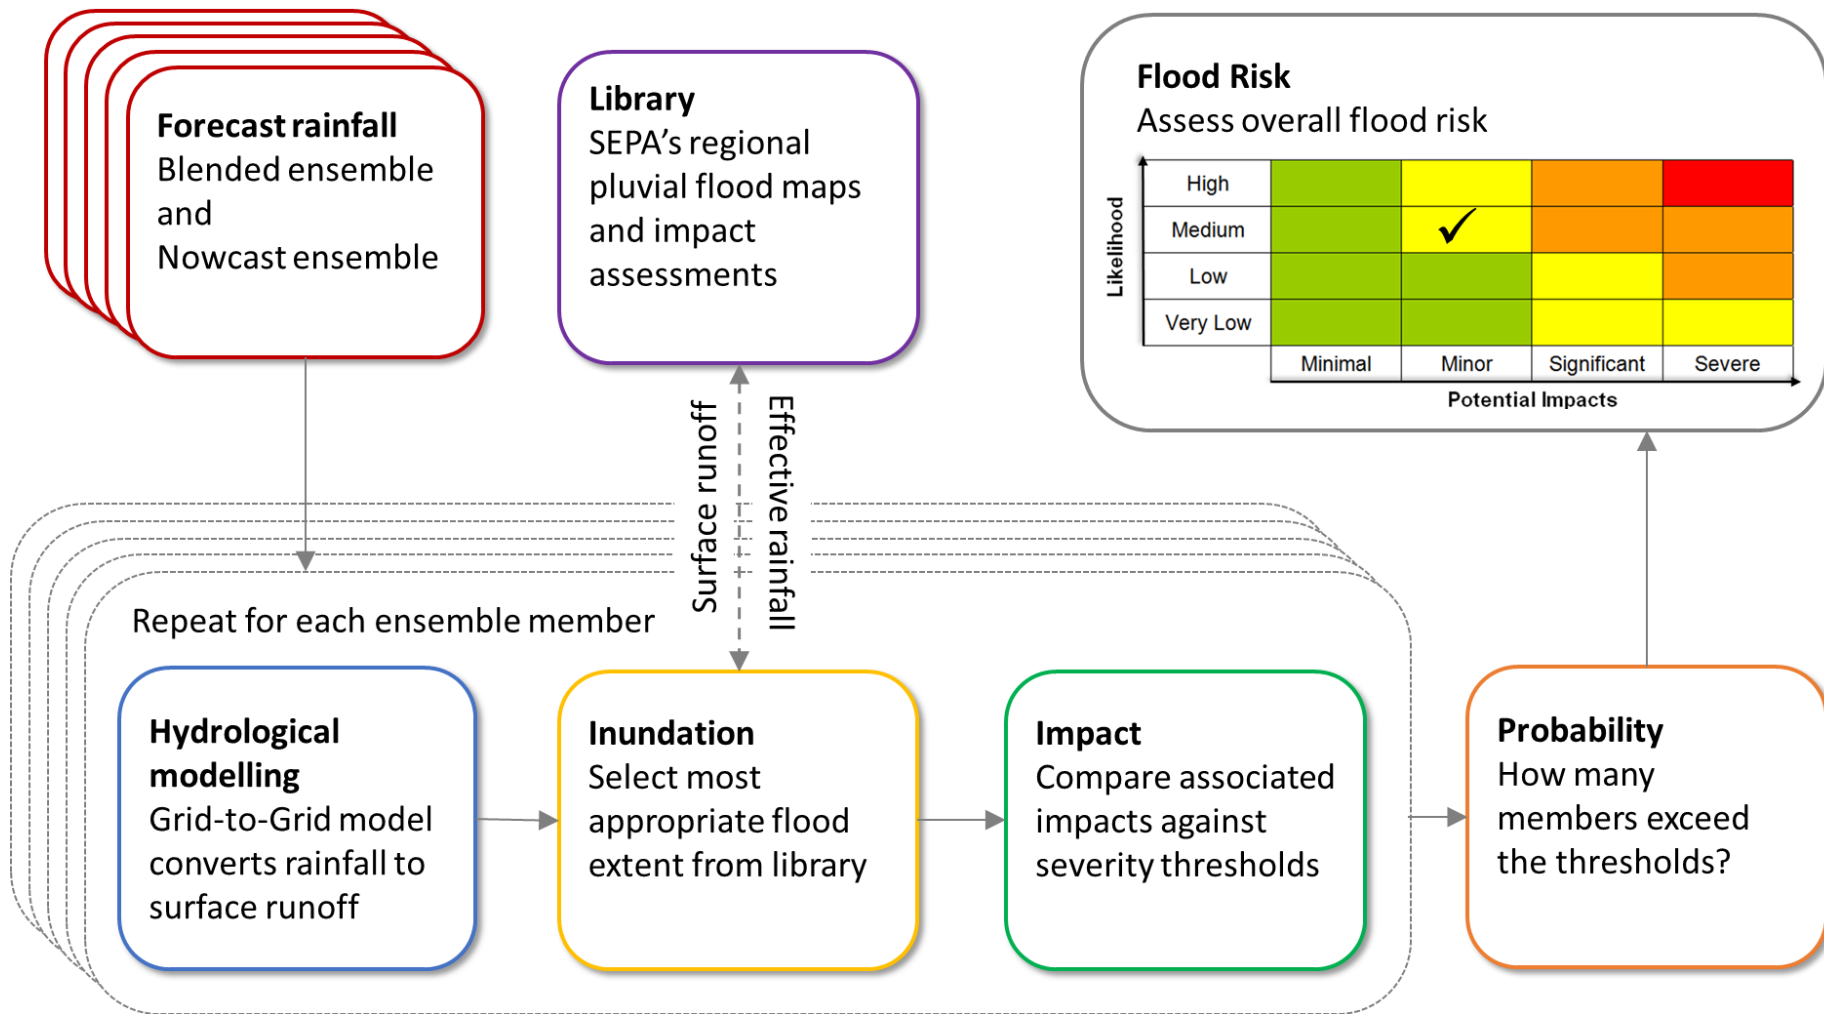 Forecast rainfall
Blended ensemble
and
Nowcast ensemble
Library
SEPA's regional
pluvial flood maps
and impact
assessments
Flood Risk
Assess overall flood risk
Likelihood
High
Medium
Low
Very Low
Minimal
Minor
Significant
Severe
Potential Impacts
Surface runoff
Effective rainfall
Repeat for each ensemble member
Hydrological
modelling
Grid-to-Grid model
converts rainfall to
surface runoff
Inundation
Select most
appropriate flood
extent from library
Impact
Compare associated
impacts against
severity thresholds
Probability
How many
members exceed
the thresholds?